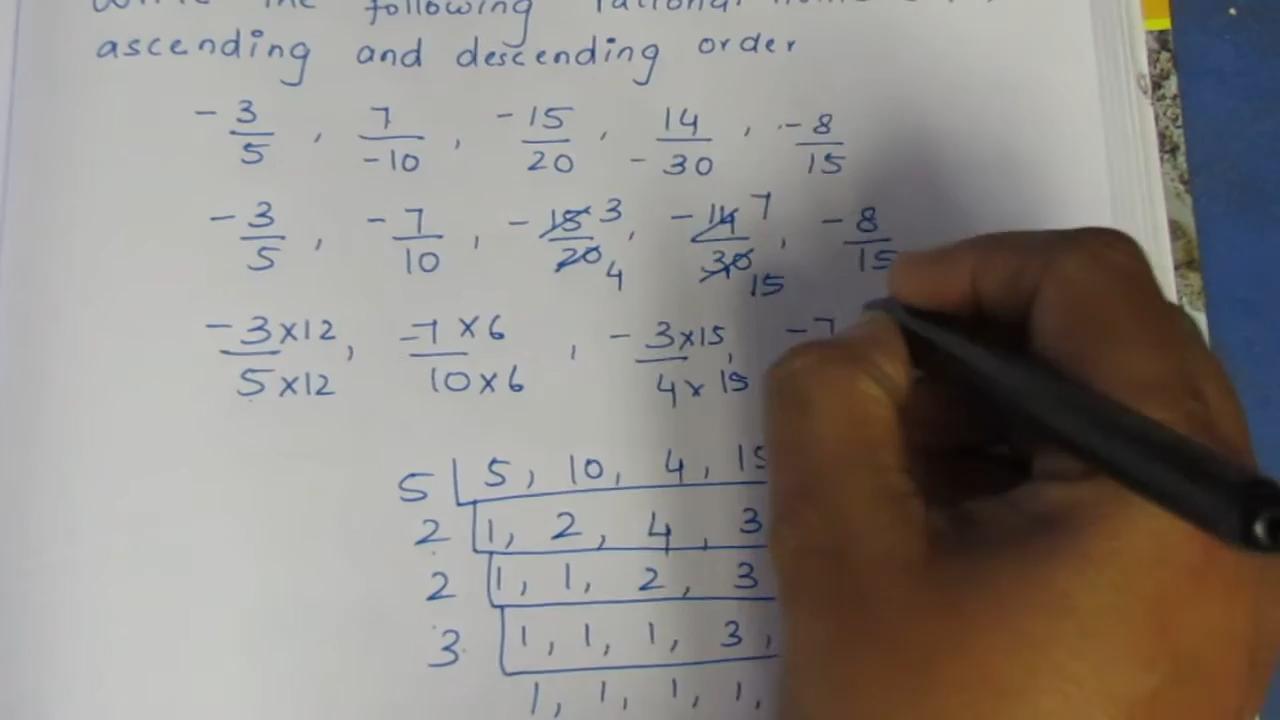 the following
ascending and descending order
-3/5 , 7/-10 , -15/20 , 14/-30 , -8/15
-3/5 , -7/10 , -15/20 3/4 , -14/30 7/15 , -8/15
-3×12/5×12 , -7×6/10×6 , -3×15/4×15 , -7
5 | 5, 10, 4, 15
2 | 1, 2, 4, 3
2 | 1, 1, 2, 3
3 | 1, 1, 1, 3,
1, 1, 1, 1,